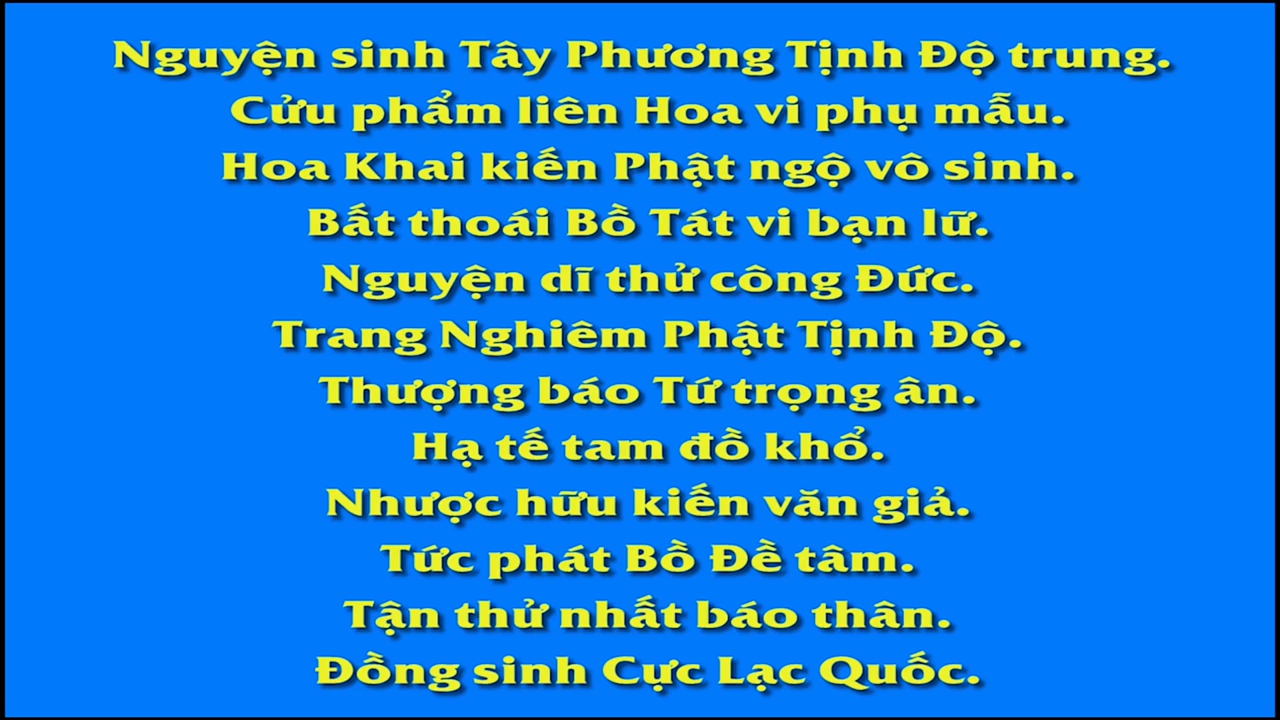 Nguyện sinh Tây Phương Tịnh Độ trung.
Cửu phẩm liên Hoa vi phụ mẫu.
Hoa Khai kiến Phật ngộ vô sinh.
Bất thoái Bồ Tát vi bạn lữ.
Nguyện dĩ thử công Đức.
Trang Nghiêm Phật Tịnh Độ.
Thượng báo Tứ trọng ân.
Hạ tế tam đồ khổ.
Nhược hữu kiến văn giả.
Tức phát Bồ Đề tâm.
Tận thử nhất báo thân.
Đồng sinh Cực Lạc Quốc.